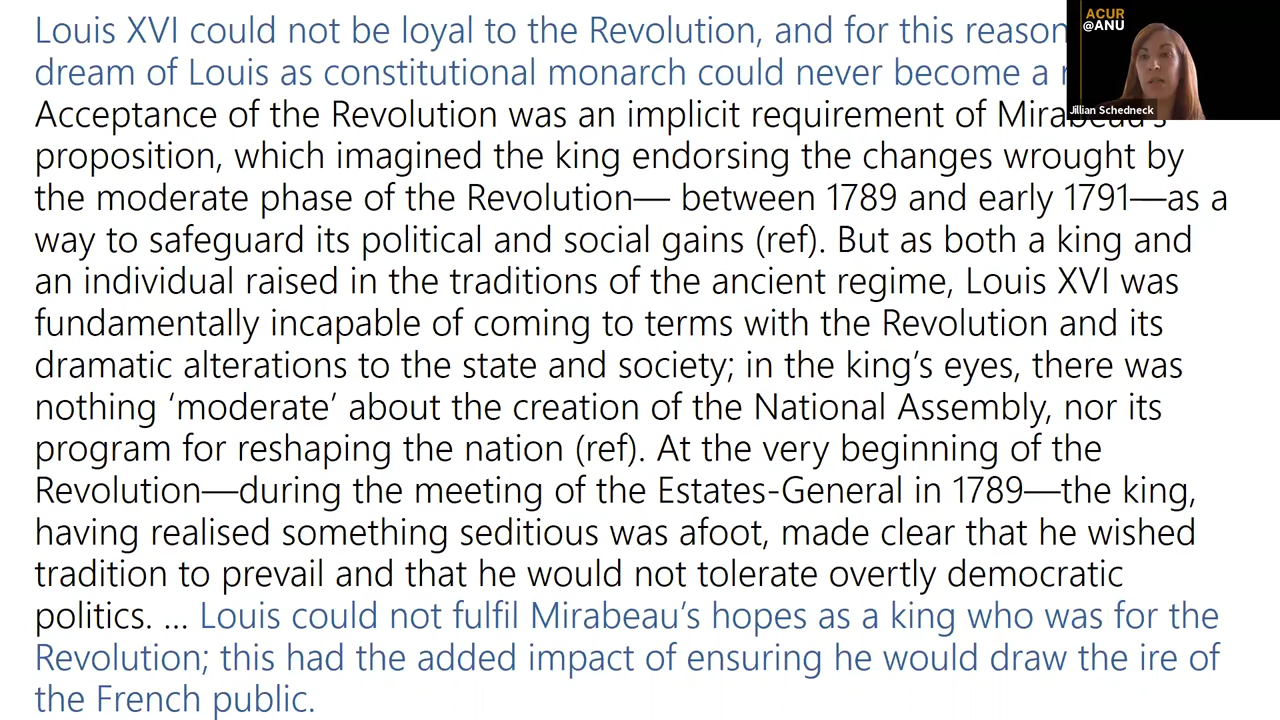 Louis XVI could not be loyal to the Revolution, and for this reason
dream of Louis as constitutional monarch could never become a
Acceptance of the Revolution was an implicit requirement of Mirabeau's
proposition, which imagined the king endorsing the changes wrought by
the moderate phase of the Revolution— between 1789 and early 1791—as a
way to safeguard its political and social gains (ref). But as both a king and
an individual raised in the traditions of the ancient regime, Louis XVI was
fundamentally incapable of coming to terms with the Revolution and its
dramatic alterations to the state and society; in the king's eyes, there was
nothing ‘moderate’ about the creation of the National Assembly, nor its
program for reshaping the nation (ref). At the very beginning of the
Revolution—during the meeting of the Estates-General in 1789—the king,
having realised something seditious was afoot, made clear that he wished
tradition to prevail and that he would not tolerate overtly democratic
politics. ... Louis could not fulfil Mirabeau's hopes as a king who was for the
Revolution; this had the added impact of ensuring he would draw the ire of
the French public.
ACUR
@ANU
Jillian Schedneck